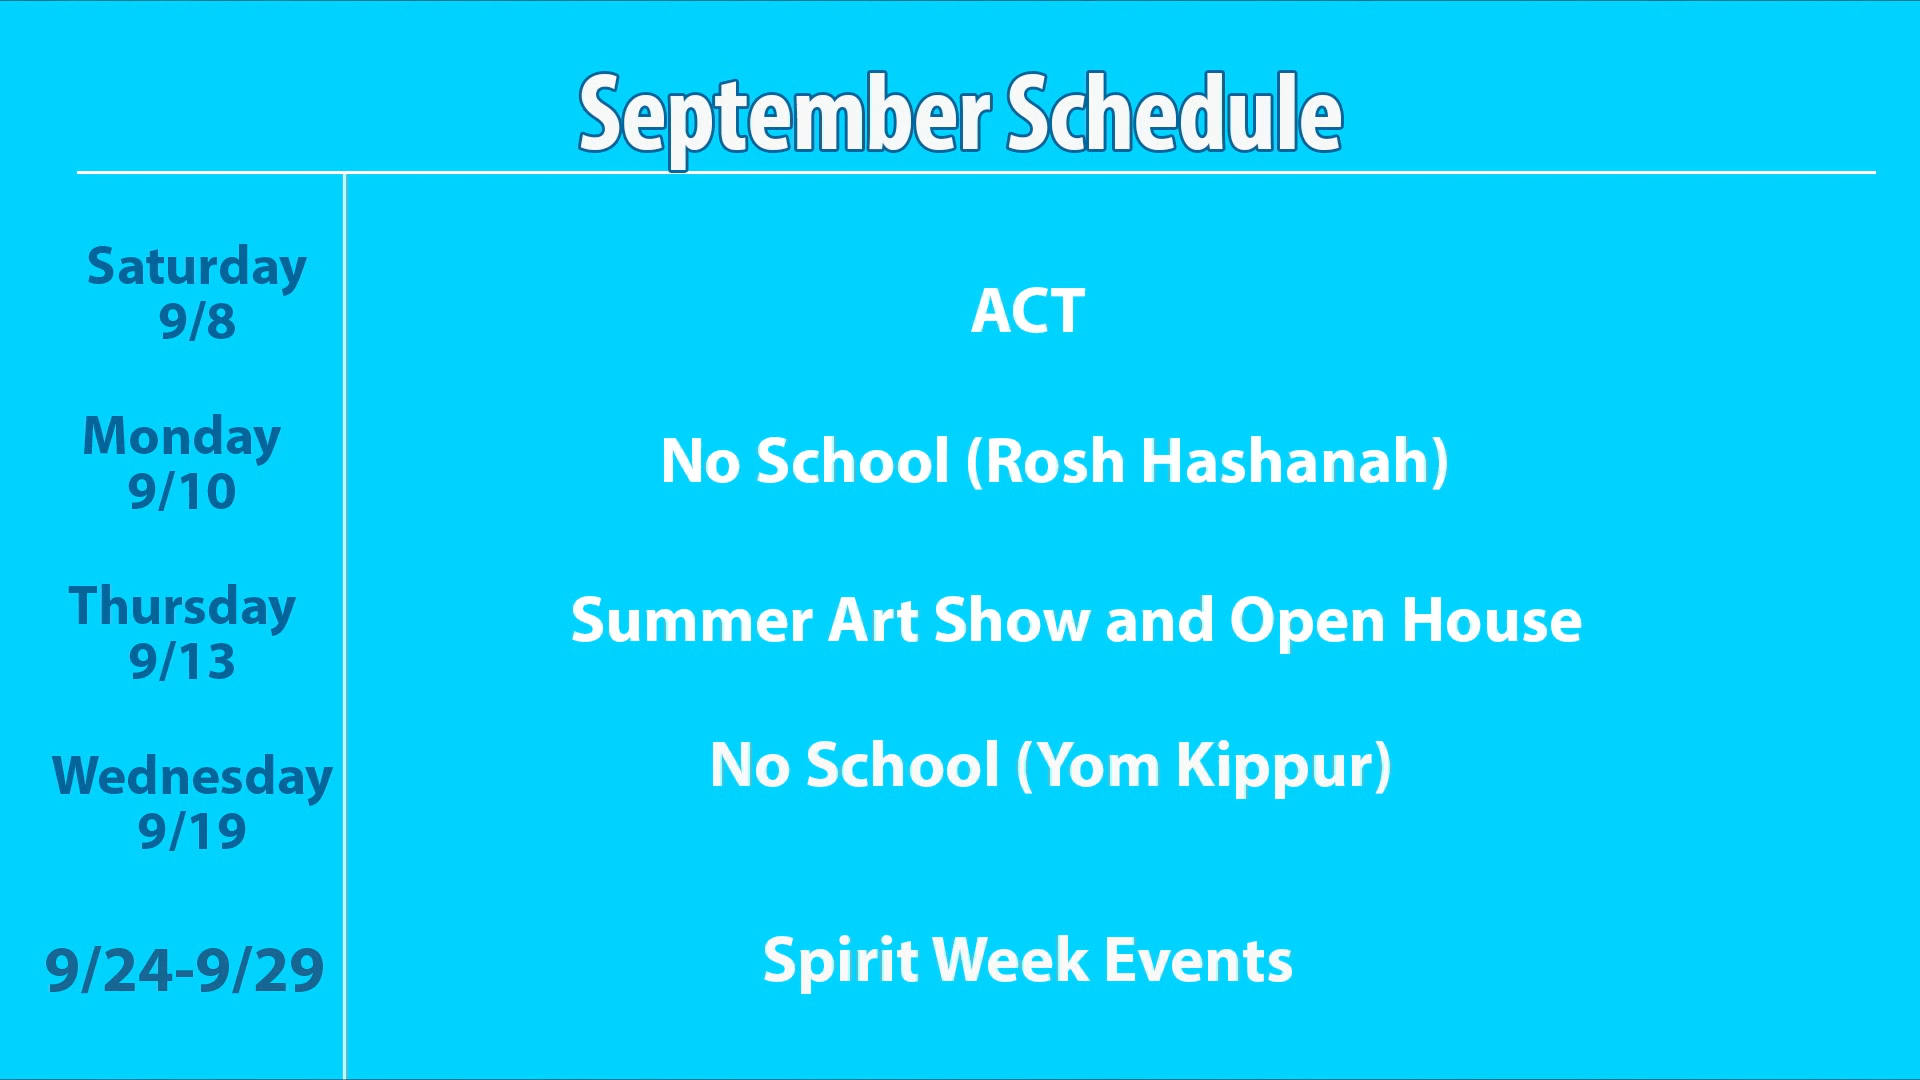 September Schedule
Saturday
9/8
ACT
Monday
9/10
No School (Rosh Hashanah)
Thursday
9/13
Summer Art Show and Open House
Wednesday
9/19
No School (Yom Kippur)
9/24-9/29
Spirit Week Events